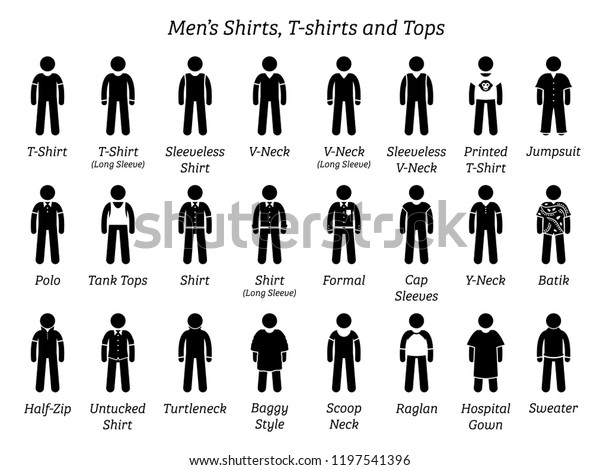 Men's Shirts, T-shirts and Tops
T-Shirt
T-Shirt
(Long Sleeve)
Sleeveless
Shirt
V-Neck
V-Neck
(Long Sleeve)
Sleeveless
V-Neck
Printed
T-Shirt
Jumpsuit
shutterstock
Polo
Tank Tops
Shirt
Shirt
(Long Sleeve)
Formal
Cap
Sleeves
Y-Neck
Batik
Half-Zip
Untucked
Shirt
Turtleneck
Baggy
Style
Scoop
Neck
Raglan
Hospital
Gown
Sweater
www.shutterstock.com · 1197541396